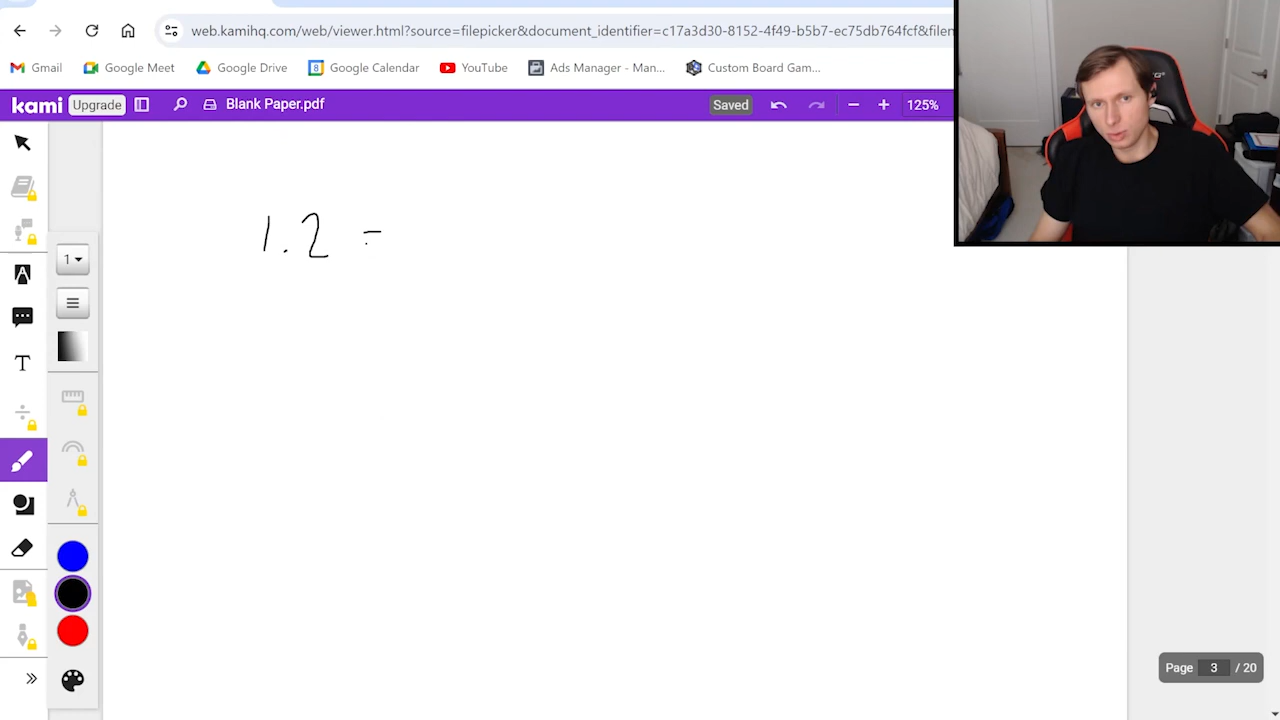 web.kamihq.com/web/viewer.html?source=filepicker&document_identifier=c17a3d30-8152-4f49-b5b7-ec75db764fcf&filen
Gmail Google Meet Google Drive 8 Google Calendar YouTube Ads Manager - Man... Custom Board Gam...
kami Upgrade Blank Paper.pdf Saved 125%
1.2 =
1
A
T
Page 3 / 20